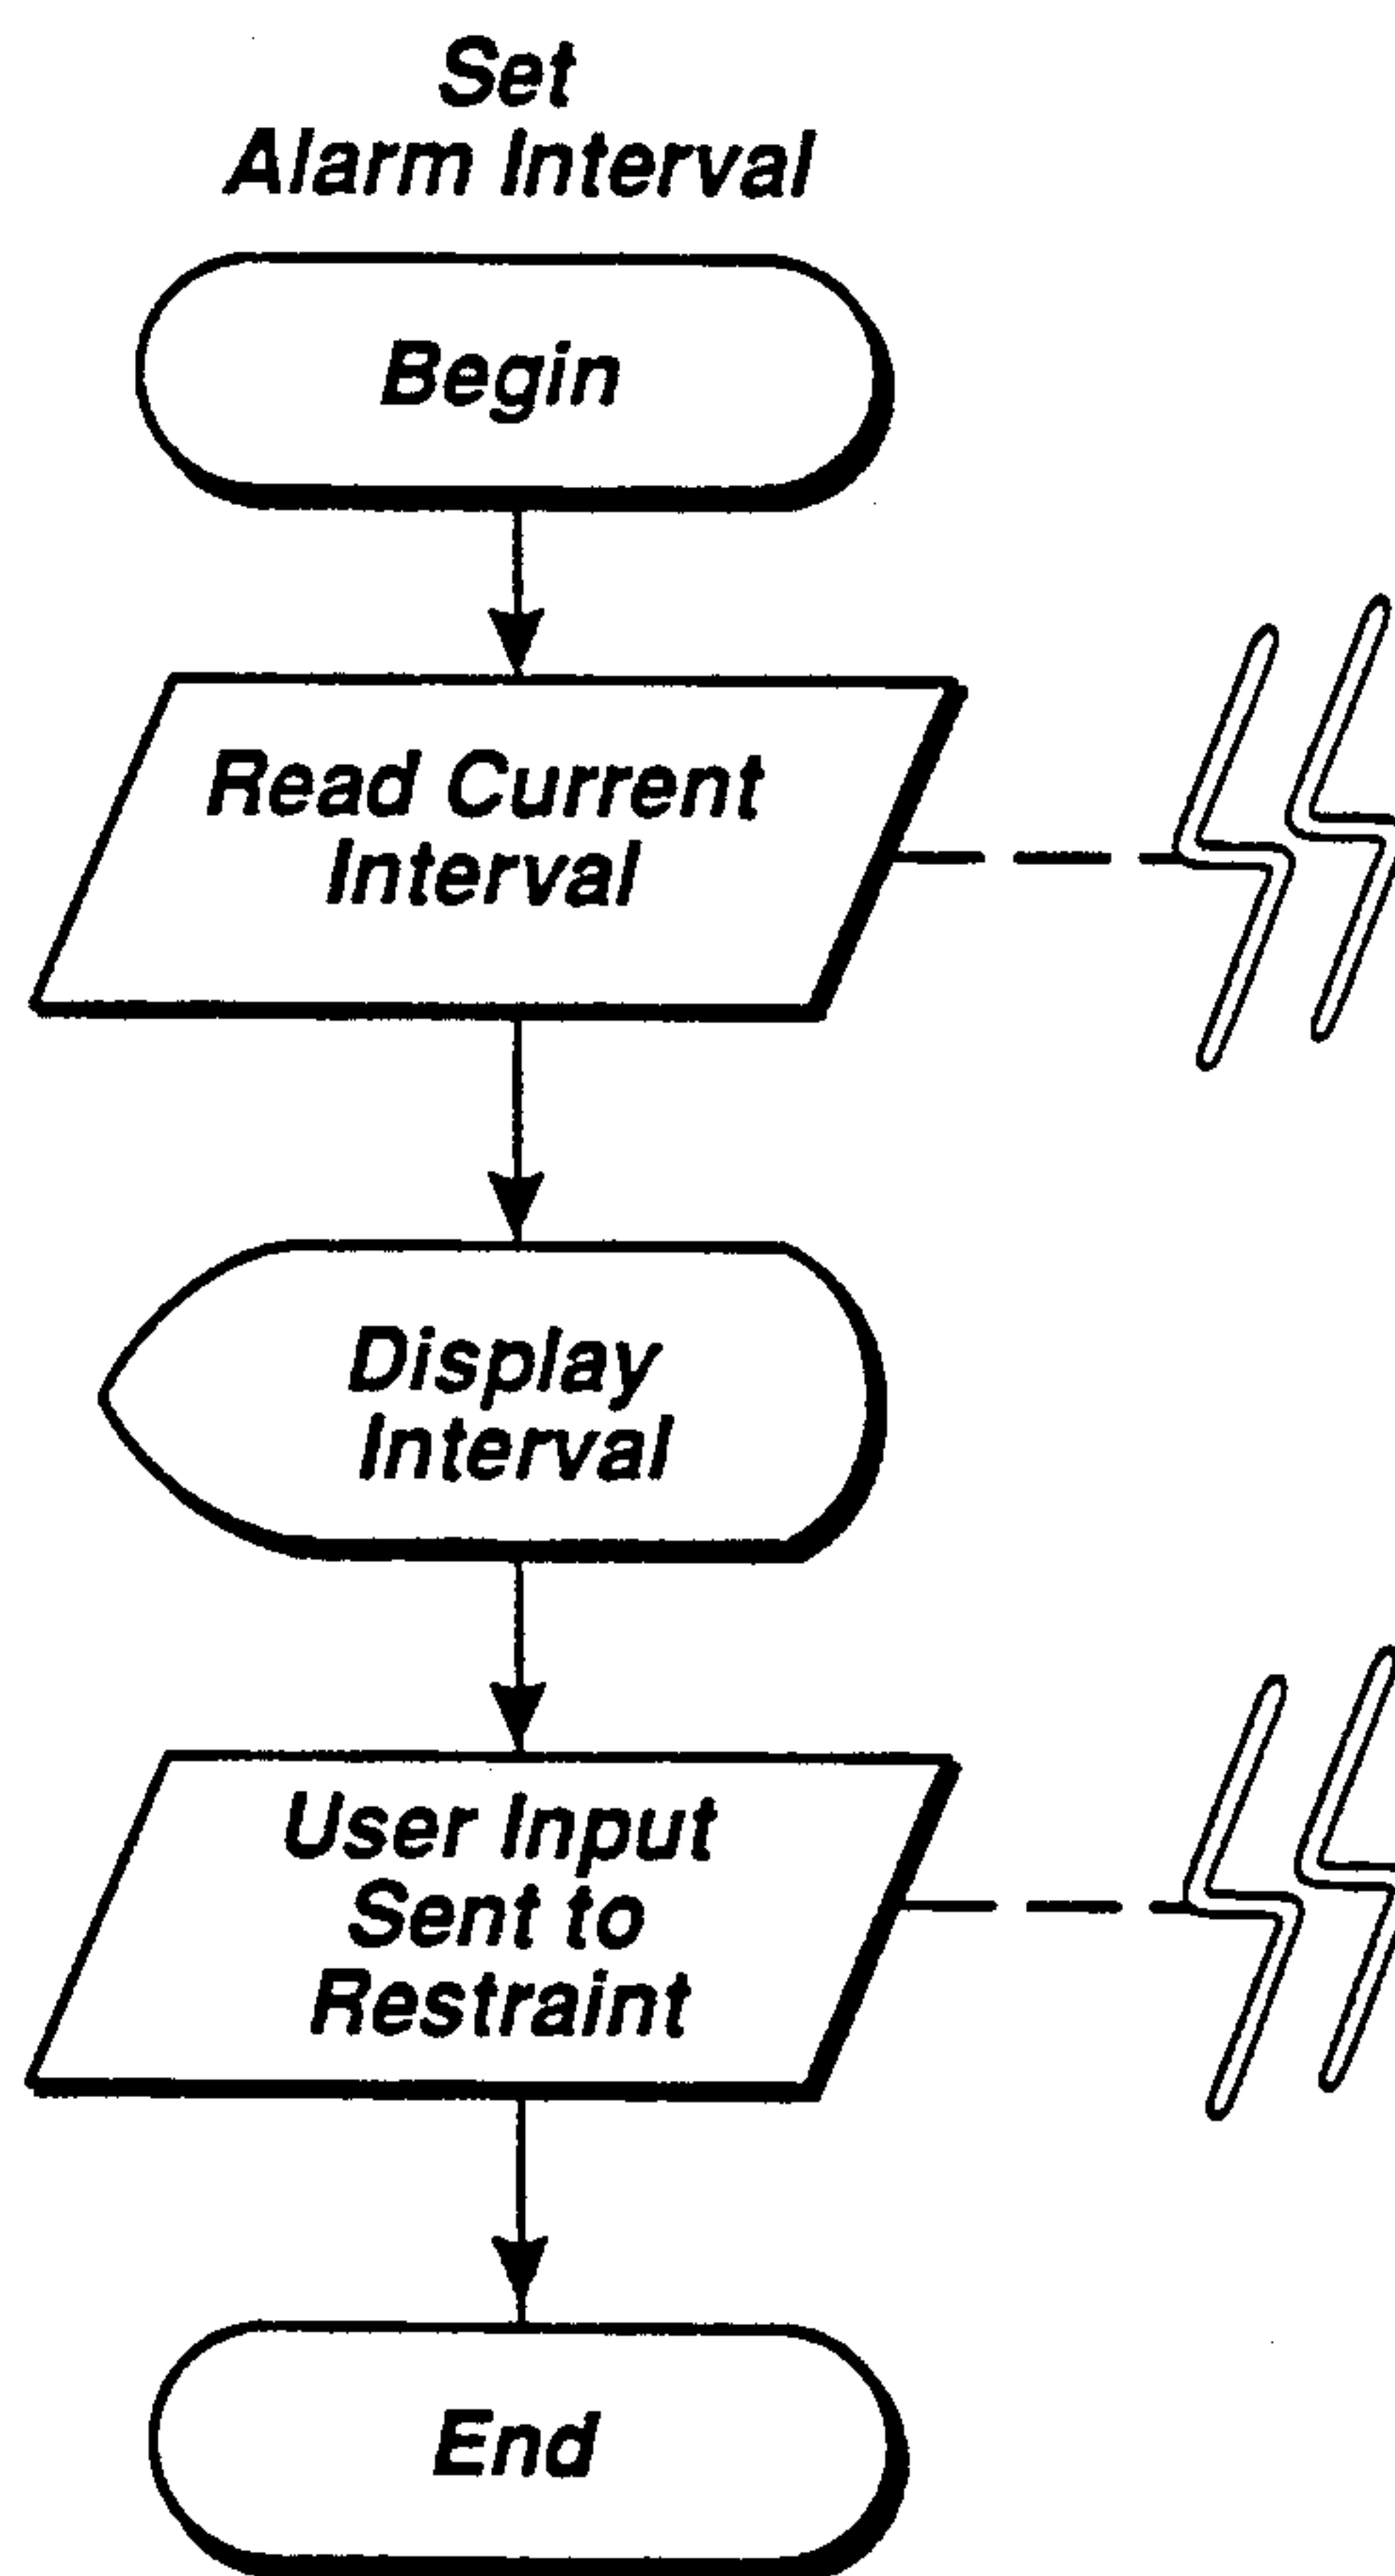 Set
Alarm Interval
Begin
Read Current
Interval
Display
Interval
User Input
Sent to
Restraint
End